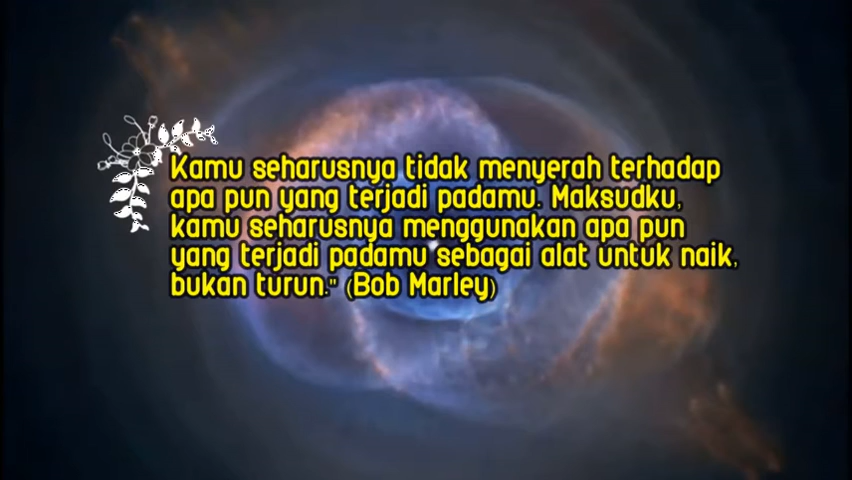 Kamu seharusnya tidak menyerah terhadap
apa pun yang terjadi padamu. Maksudku,
kamu seharusnya menggunakan apa pun
yang terjadi padamu sebagai alat untuk naik,
bukan turun." (Bob Marley)